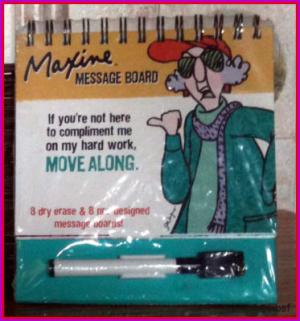 Maxine.
MESSAGE BOARD
If you're not here
to compliment me
on my hard work,
MOVE ALONG.
8 dry erase & 8 designed
message boards!